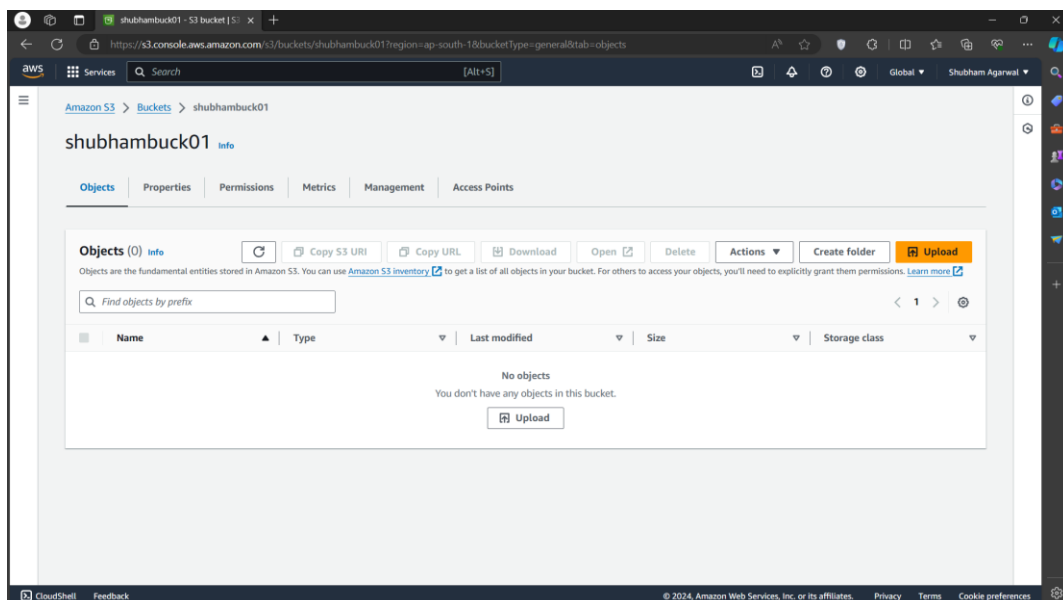 shubhambuck01 - S3 bucket | S3
https://s3.console.aws.amazon.com/s3/buckets/shubhambuck01?region=ap-south-1&bucketType=general&tab=objects
aws Services Search [Alt+S] Global Shubham Agarwal
Amazon S3 > Buckets > shubhambuck01
shubhambuck01 Info
Objects Properties Permissions Metrics Management Access Points
Objects (0) Info Copy S3 URI Copy URL Download Open Delete Actions Create folder Upload
Objects are the fundamental entities stored in Amazon S3. You can use Amazon S3 inventory to get a list of all objects in your bucket. For others to access your objects, you'll need to explicitly grant them permissions. Learn more
Find objects by prefix < 1 >
Name Type Last modified Size Storage class
No objects
You don't have any objects in this bucket.
Upload
CloudShell Feedback © 2024, Amazon Web Services, Inc. or its affiliates. Privacy Terms Cookie preferences